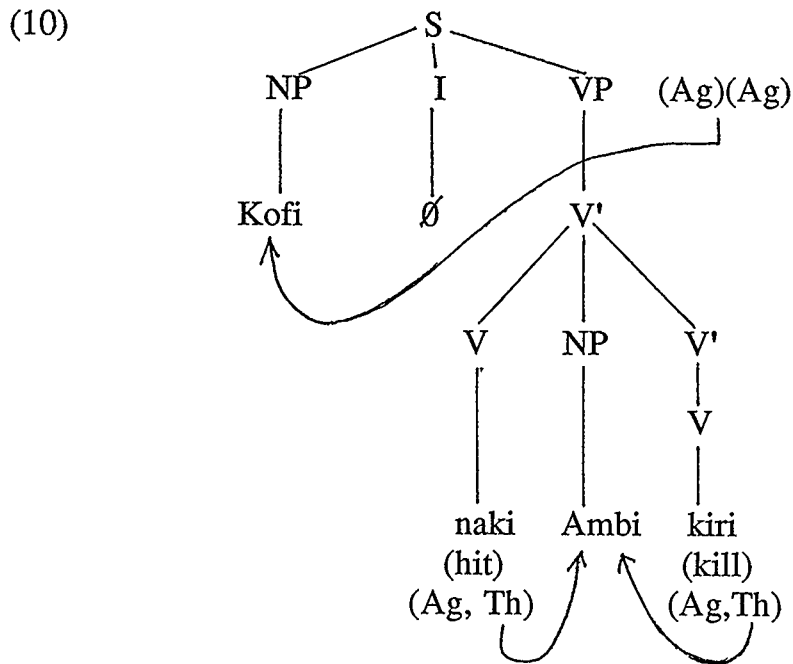 (10)
S
NP I VP (Ag)(Ag)
Kofi Ø V'
V NP V'
V
naki Ambi kiri
(hit) (kill)
(Ag, Th) (Ag,Th)